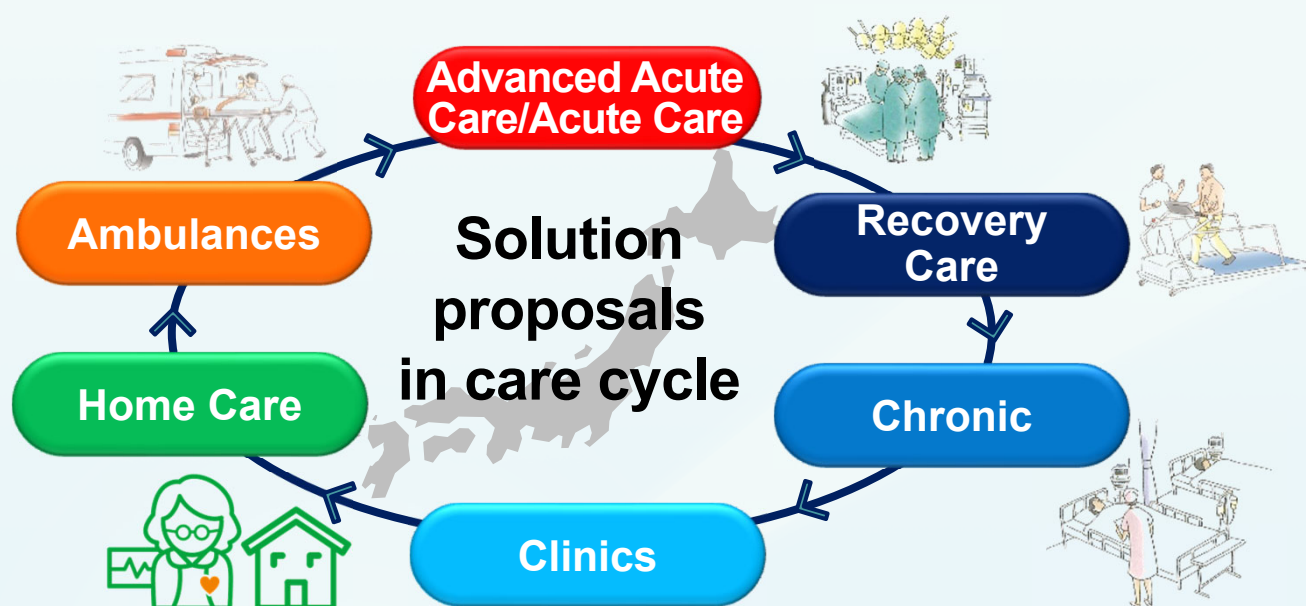 Advanced Acute
Care/Acute Care
Ambulances
Recovery
Care
Solution
proposals
in care cycle
Home Care
Chronic
Clinics